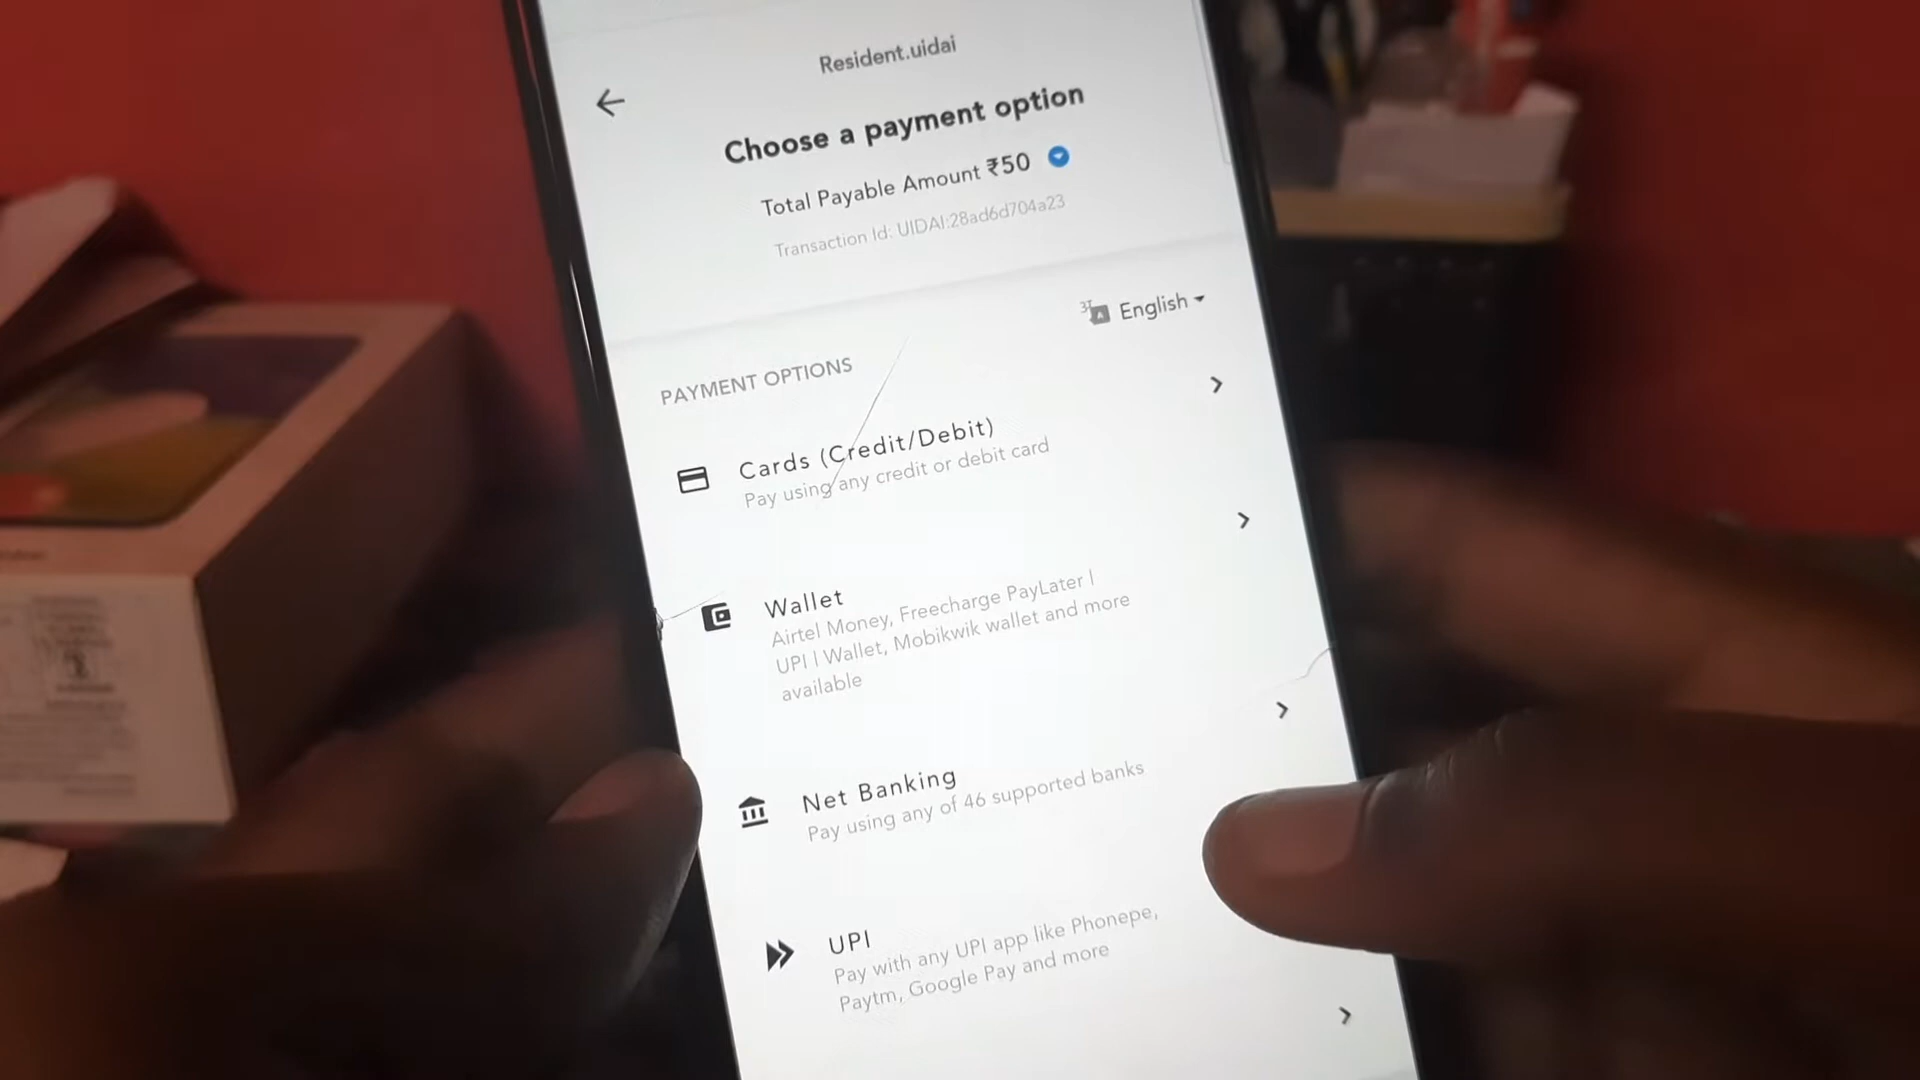 Resident.uidai
Choose a payment option
Total Payable Amount ₹50
Transaction Id: UIDAI:28ad6d704a23
English
PAYMENT OPTIONS
Cards (Credit/Debit)
Pay using any credit or debit card
Wallet
Airtel Money, Freecharge PayLater |
UPI | Wallet, Mobikwik wallet and more
available
Net Banking
Pay using any of 46 supported banks
UPI
Pay with any UPI app like Phonepe,
Paytm, Google Pay and more